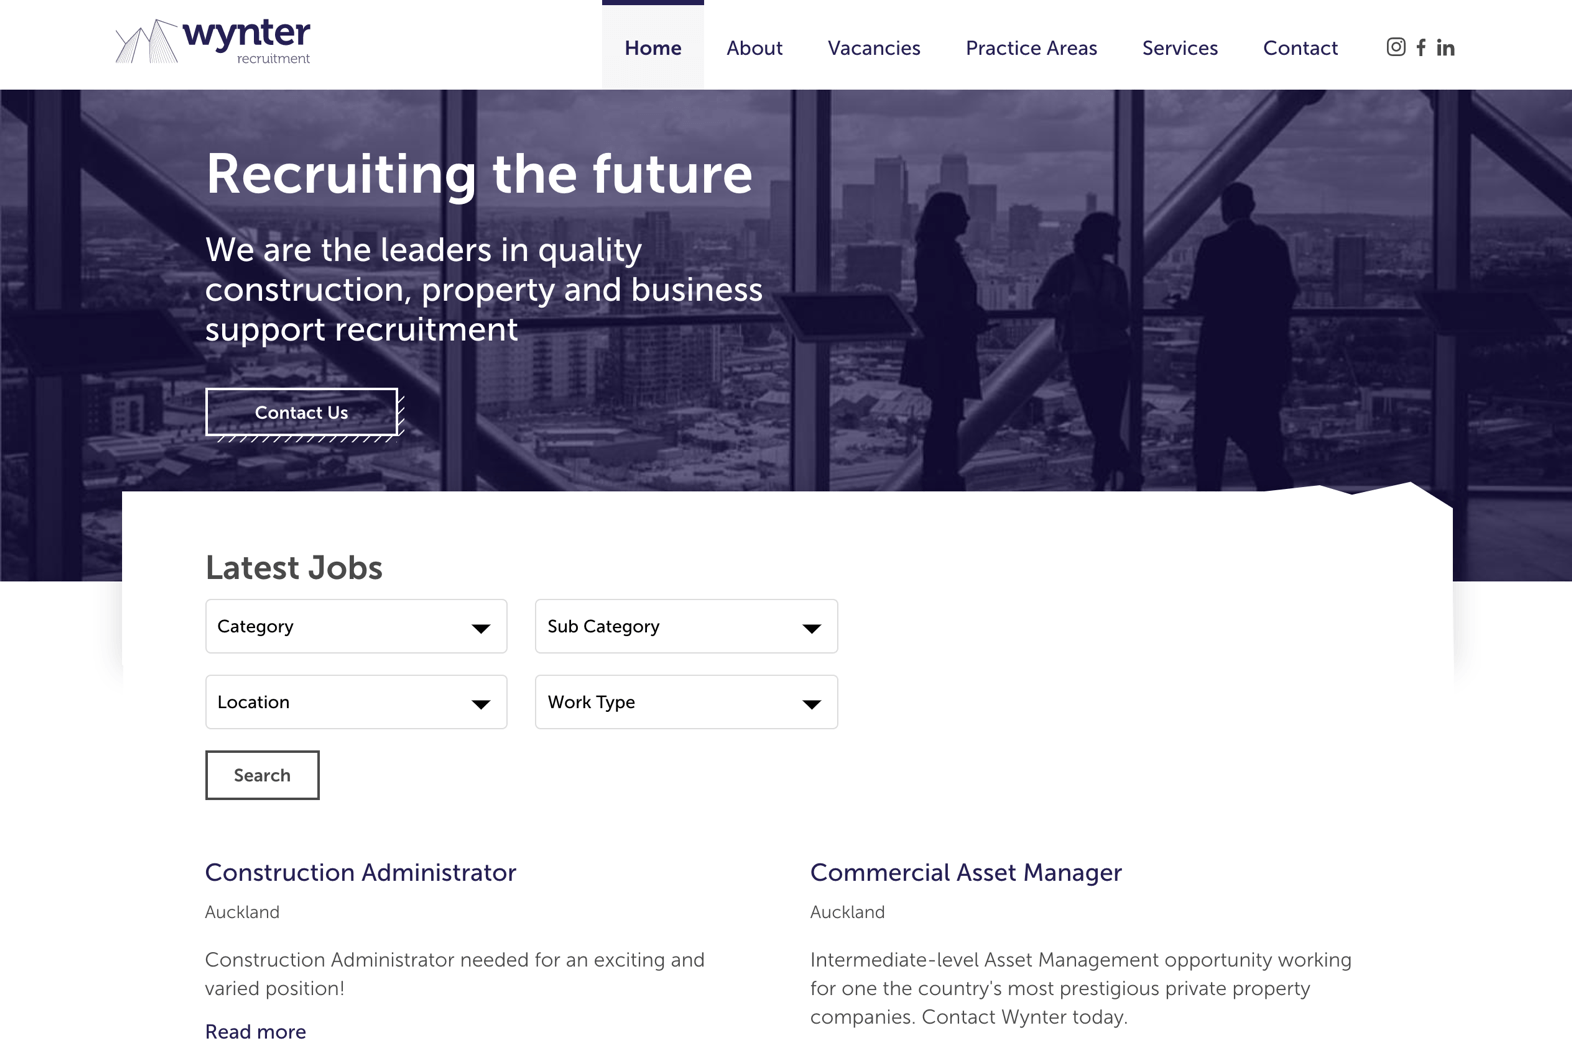 wynter
recruitment
Home
About
Vacancies
Practice Areas
Services
Contact
Recruiting the future
We are the leaders in quality
construction, property and business
support recruitment
Contact Us
Latest Jobs
Category
Sub Category
Location
Work Type
Search
Construction Administrator
Auckland
Construction Administrator needed for an exciting and
varied position!
Read more
Commercial Asset Manager
Auckland
Intermediate-level Asset Management opportunity working
for one the country's most prestigious private property
companies. Contact Wynter today.